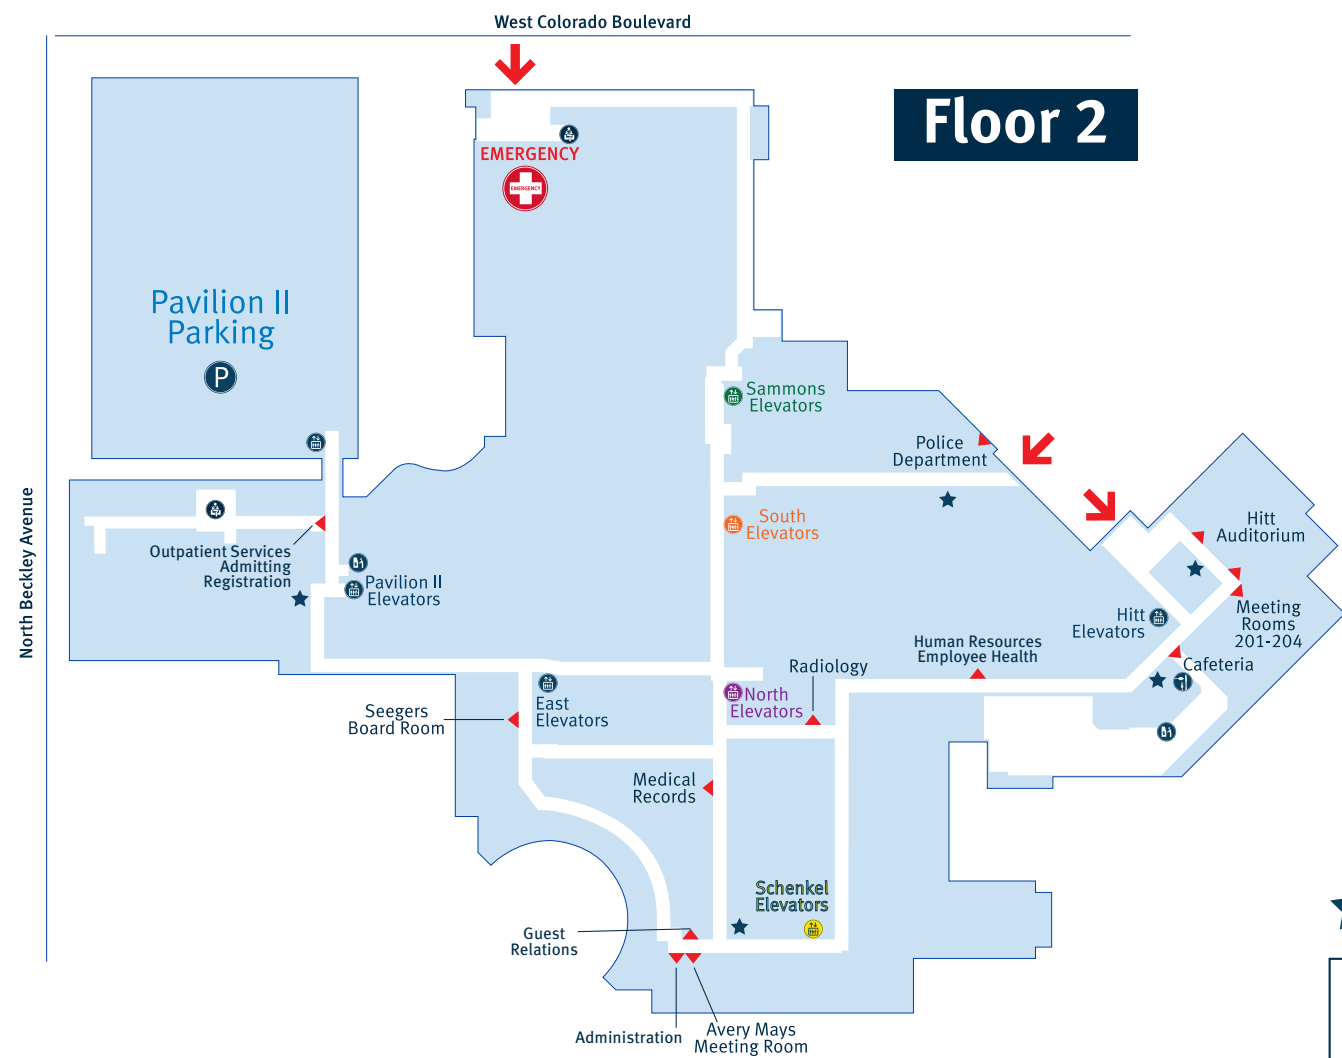 West Colorado Boulevard
Floor 2
EMERGENCY
EMERGENCY
Pavilion II
Parking
P
Sammons
Elevators
Police
Department
North Beckley Avenue
South
Elevators
Hitt
Auditorium
Outpatient Services
Admitting
Registration
Pavilion II
Elevators
Hitt
Elevators
Meeting
Rooms
201-204
Human Resources
Employee Health
Radiology
Cafeteria
Seegers
Board Room
East
Elevators
North
Elevators
Medical
Records
Schenkel
Elevators
Guest
Relations
Administration
Avery Mays
Meeting Room